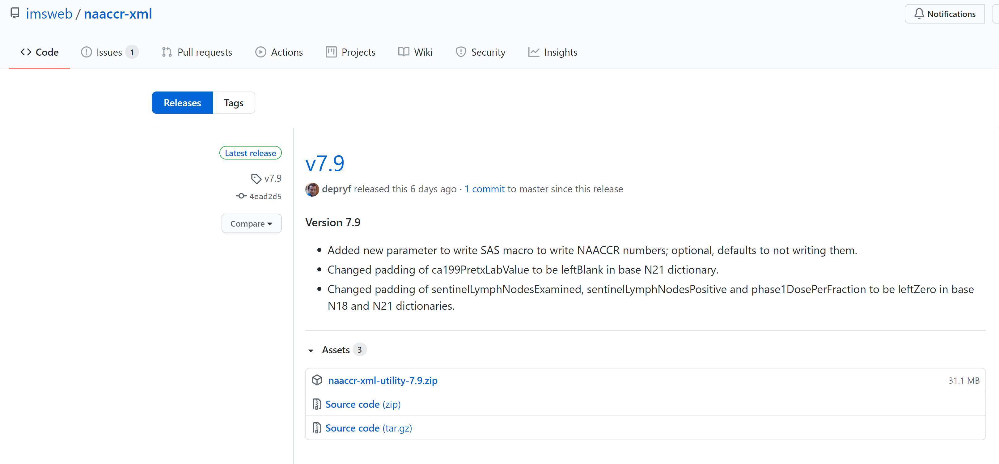 imsweb / naaccr-xml
Notifications
Code
Issues 1
Pull requests
Actions
Projects
Wiki
Security
Insights
Releases
Tags
Latest release
v7.9
4ead2d5
Compare
v7.9
depryf released this 6 days ago · 1 commit to master since this release
Version 7.9
• Added new parameter to write SAS macro to write NAACCR numbers; optional, defaults to not writing them.
• Changed padding of ca199PretxLabValue to be leftBlank in base N21 dictionary.
• Changed padding of sentinelLymphNodesExamined, sentinelLymphNodesPositive and phase1DosePerFraction to be leftZero in base
N18 and N21 dictionaries.
Assets 3
naaccr-xml-utility-7.9.zip 31.1 MB
Source code (zip)
Source code (tar.gz)